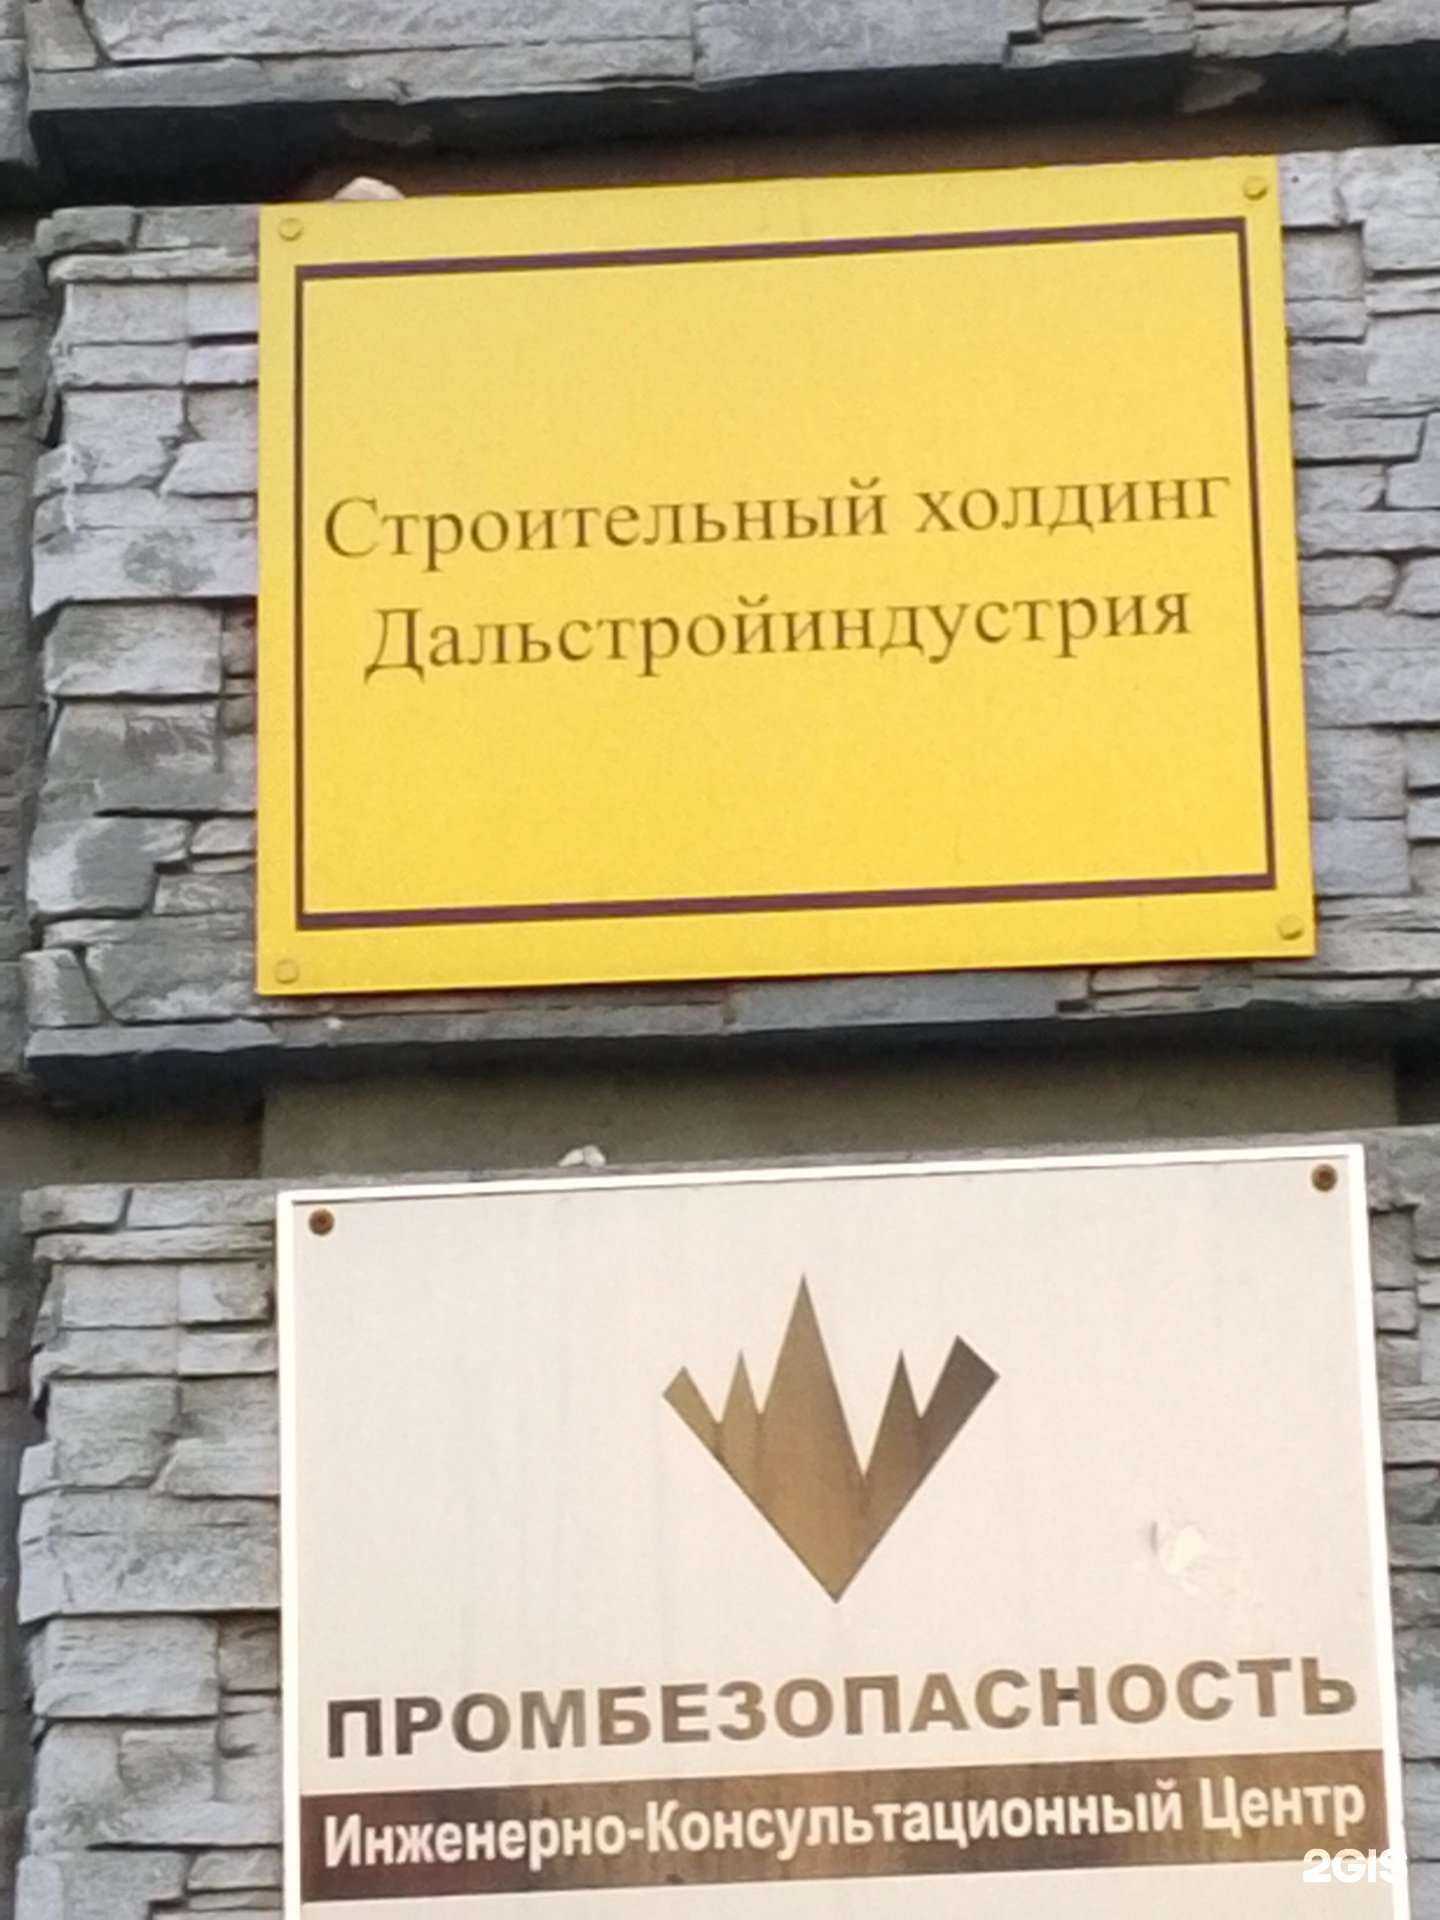 Строительный холдинг
Дальстройиндустрия
ПРОМБЕЗОПАСНОСТЬ
Инженерно-Консультационный Центр
2GIS